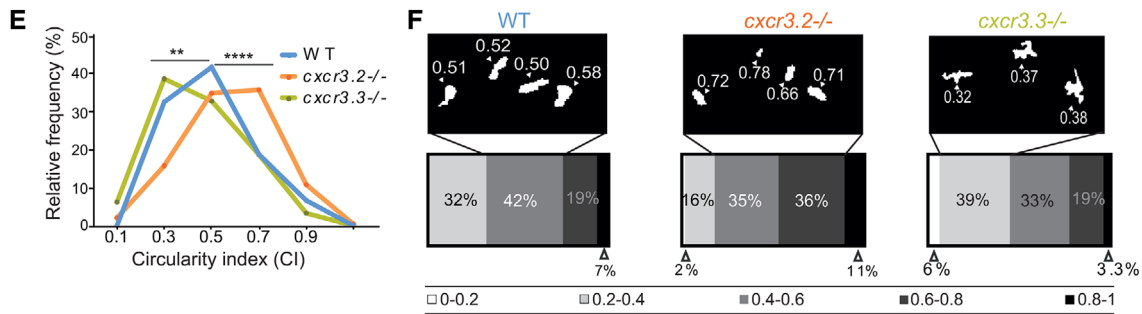 E
Relative frequency (%)
50
40
30
20
10
0
0.1 0.3 0.5 0.7 0.9
Circularity index (CI)
** ****
W T
cxcr3.2-/-
cxcr3.3-/-
F
WT cxcr3.2-/- cxcr3.3-/-
0.51 0.52 0.50 0.58
0.72 0.78 0.66 0.71
0.32 0.37 0.38
32% 42% 19%
16% 35% 36%
39% 33% 19%
7% 2% 11% 6% 3.3%
0-0.2 0.2-0.4 0.4-0.6 0.6-0.8 0.8-1